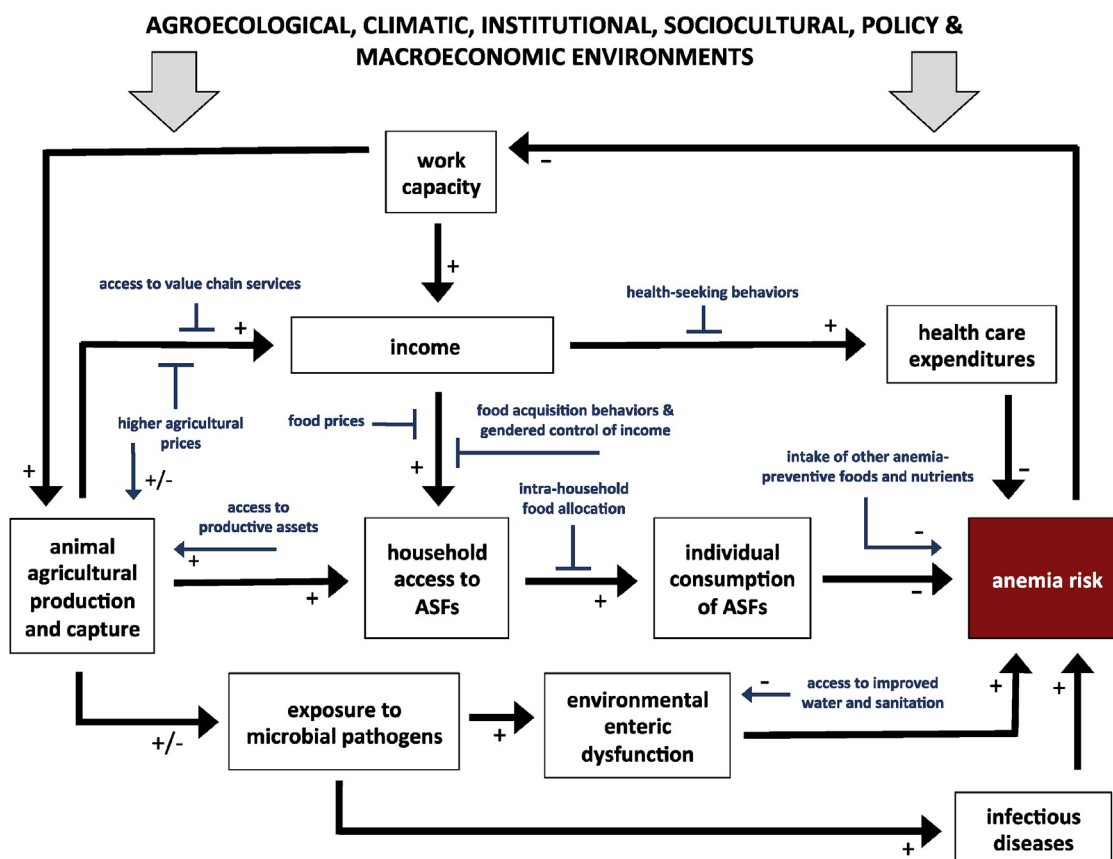 AGROECOLOGICAL, CLIMATIC, INSTITUTIONAL, SOCIOCULTURAL, POLICY &
MACROECONOMIC ENVIRONMENTS
work
capacity
–
+
access to value chain services
health-seeking behaviors
+
income
+
health care
expenditures
higher agricultural
prices
food prices
food acquisition behaviors &
gendered control of income
+
+/-
+
intake of other anemia-
preventive foods and nutrients
–
access to
productive assets
intra-household
food allocation
–
animal
agricultural
production
and capture
+
+
household
access to
ASFs
+
individual
consumption
of ASFs
–
anemia risk
+/-
exposure to
microbial pathogens
+
environmental
enteric
dysfunction
–
access to improved
water and sanitation
+
+
infectious
diseases
+